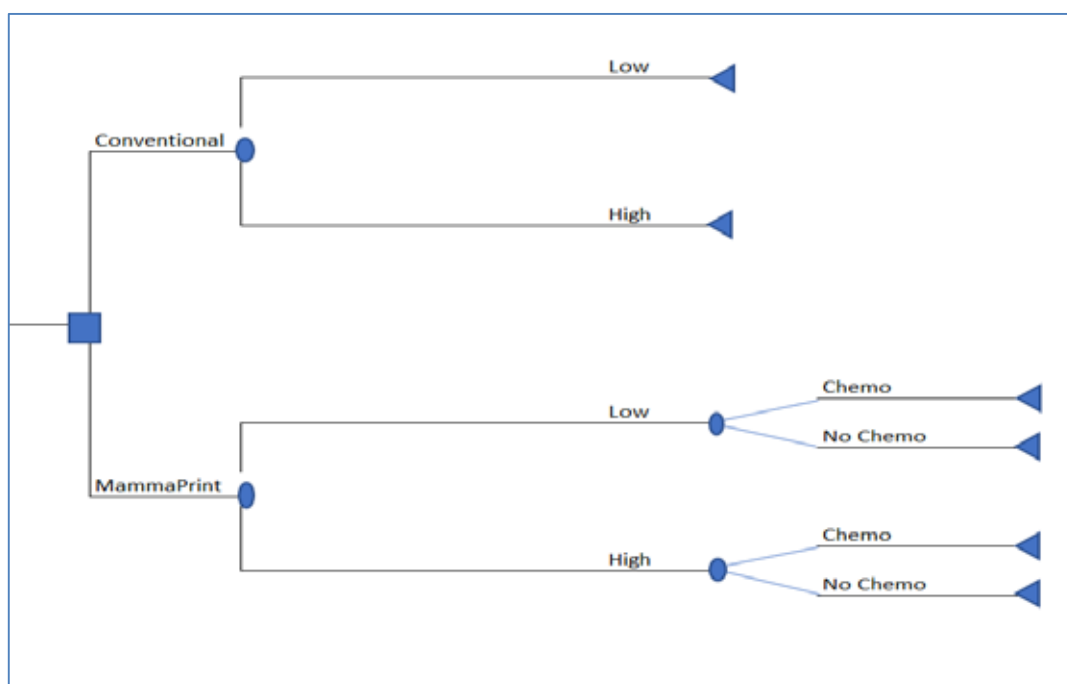 Low
Conventional
High
Chemo
Low
No Chemo
MammaPrint
Chemo
High
No Chemo